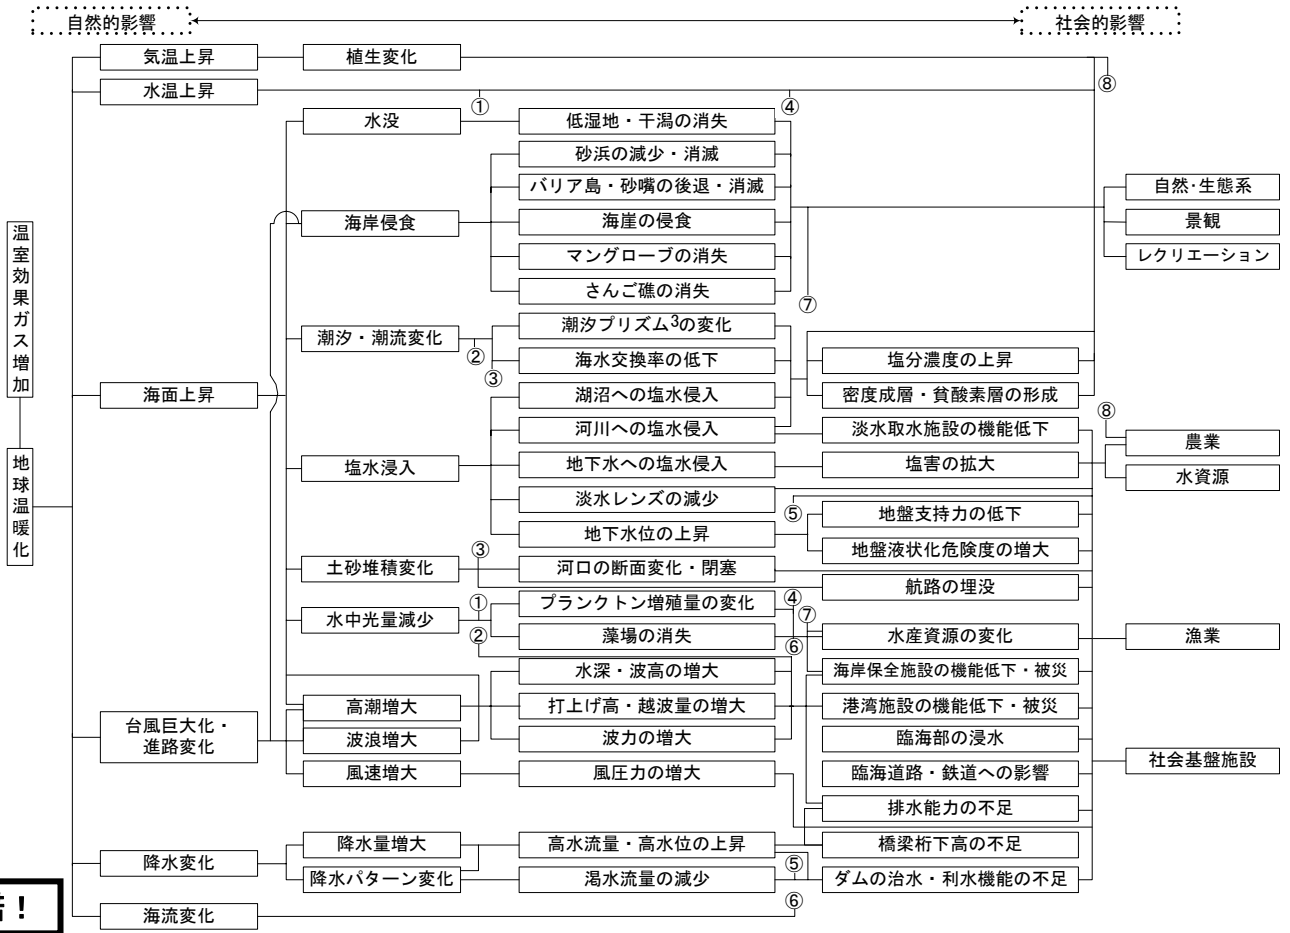 自然的影響
社会的影響
温室効果ガス増加
地球温暖化
気温上昇
水温上昇
海面上昇
台風巨大化・
進路変化
降水変化
海流変化
植生変化
水没
海岸侵食
潮汐・潮流変化
塩水浸入
土砂堆積変化
水中光量減少
高潮増大
波浪増大
風速増大
降水量増大
降水パターン変化
①
②
③
③
①
②
低湿地・干潟の消失
砂浜の減少・消滅
バリア島・砂嘴の後退・消滅
海崖の侵食
マングローブの消失
さんご礁の消失
潮汐プリズム3の変化
海水交換率の低下
湖沼への塩水侵入
河川への塩水侵入
地下水への塩水侵入
淡水レンズの減少
地下水位の上昇
河口の断面変化・閉塞
プランクトン増殖量の変化
藻場の消失
水深・波高の増大
打上げ高・越波量の増大
波力の増大
風圧力の増大
高水流量・高水位の上昇
渇水流量の減少
④
⑦
⑤
④
⑦
⑥
⑤
⑥
塩分濃度の上昇
密度成層・貧酸素層の形成
淡水取水施設の機能低下
塩害の拡大
地盤支持力の低下
地盤液状化危険度の増大
航路の埋没
水産資源の変化
海岸保全施設の機能低下・被災
港湾施設の機能低下・被災
臨海部の浸水
臨海道路・鉄道への影響
排水能力の不足
橋梁桁下高の不足
ダムの治水・利水機能の不足
⑧
自然・生態系
景観
レクリエーション
⑧
農業
水資源
漁業
社会基盤施設
！